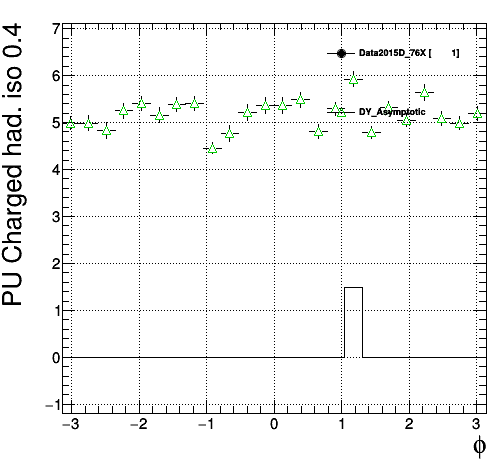 PU Charged had. iso 0.4
7
6
5
4
3
2
1
0
−1
Data2015D_76X [ 1]
DY_Asymptotic
−3 −2 −1 0 1 2 3
ϕ